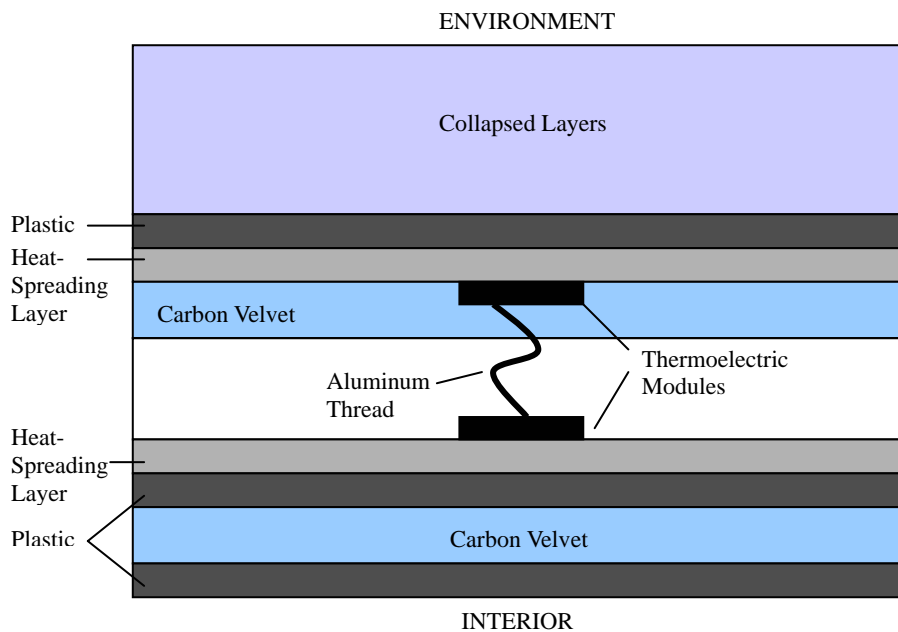 ENVIRONMENT
Collapsed Layers
Plastic
Heat-
Spreading
Layer
Carbon Velvet
Thermoelectric
Modules
Aluminum
Thread
Heat-
Spreading
Layer
Plastic
Carbon Velvet
INTERIOR